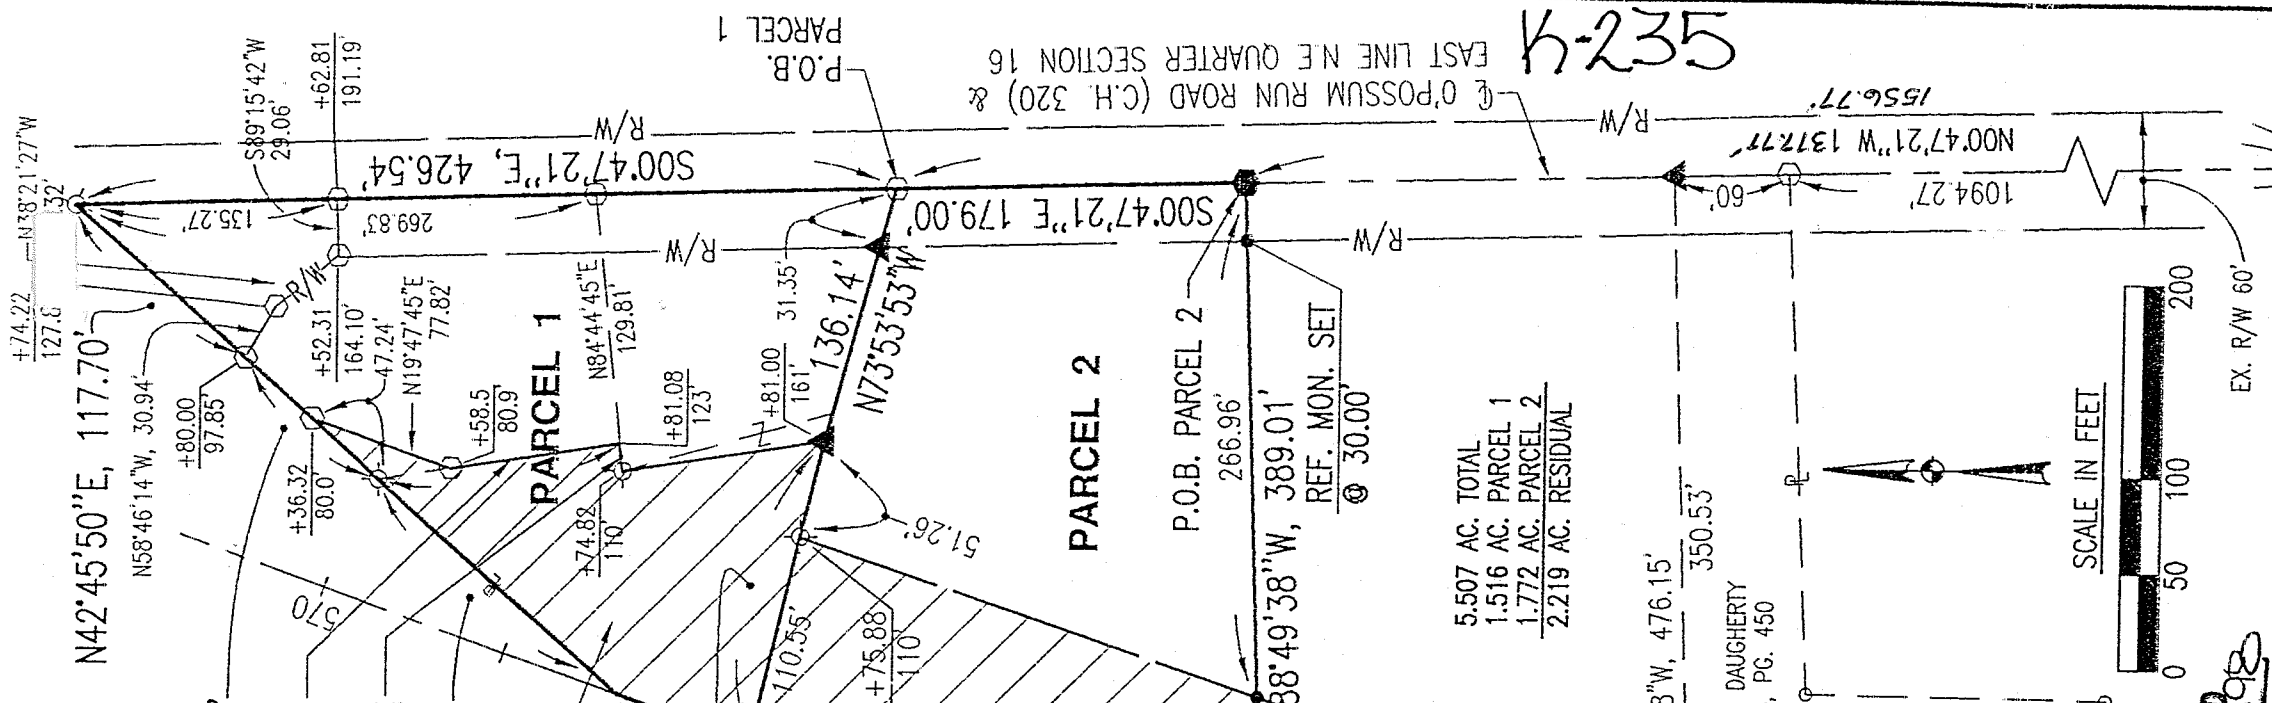 K-235
P.O.B.
PARCEL 1
℄ O'POSSUM RUN ROAD (C.H. 320) &
EAST LINE N.E QUARTER SECTION 16
1556.77'
N00°47'21"W 1377.77'
1094.27'
60'
R/W
R/W
R/W
R/W
R/W
EX. R/W 60'
S00°47'21"E, 426.54'
S00°47'21"E 179.00'
N38°21'27"W
32'
S89°15'42"W
29.06'
+62.81
191.19'
135.27'
269.83'
+74.22
N42°45'50"E, 117.70'
N58°46'14"W, 30.94'
+80.00
97.85'
+52.31
164.10'
47.24'
N19°47'45"E
77.82'
+36.32
80.0'
+58.5
80.9'
PARCEL 1
N84°44'45"E
129.81'
+81.08
123'
+74.82
110'
+81.00
161'
31.35'
136.14'
N73°53'53"W
570
51.26'
110.55'
+75.88
110'
PARCEL 2
P.O.B. PARCEL 2
266.96'
38°49'38"W, 389.01'
REF. MON. SET
@ 30.00'
5.507 AC. TOTAL
1.516 AC. PARCEL 1
1.772 AC. PARCEL 2
2.219 AC. RESIDUAL
"W, 476.15'
350.53'
DAUGHERTY
, PG. 450
SCALE IN FEET
0 50 100 200